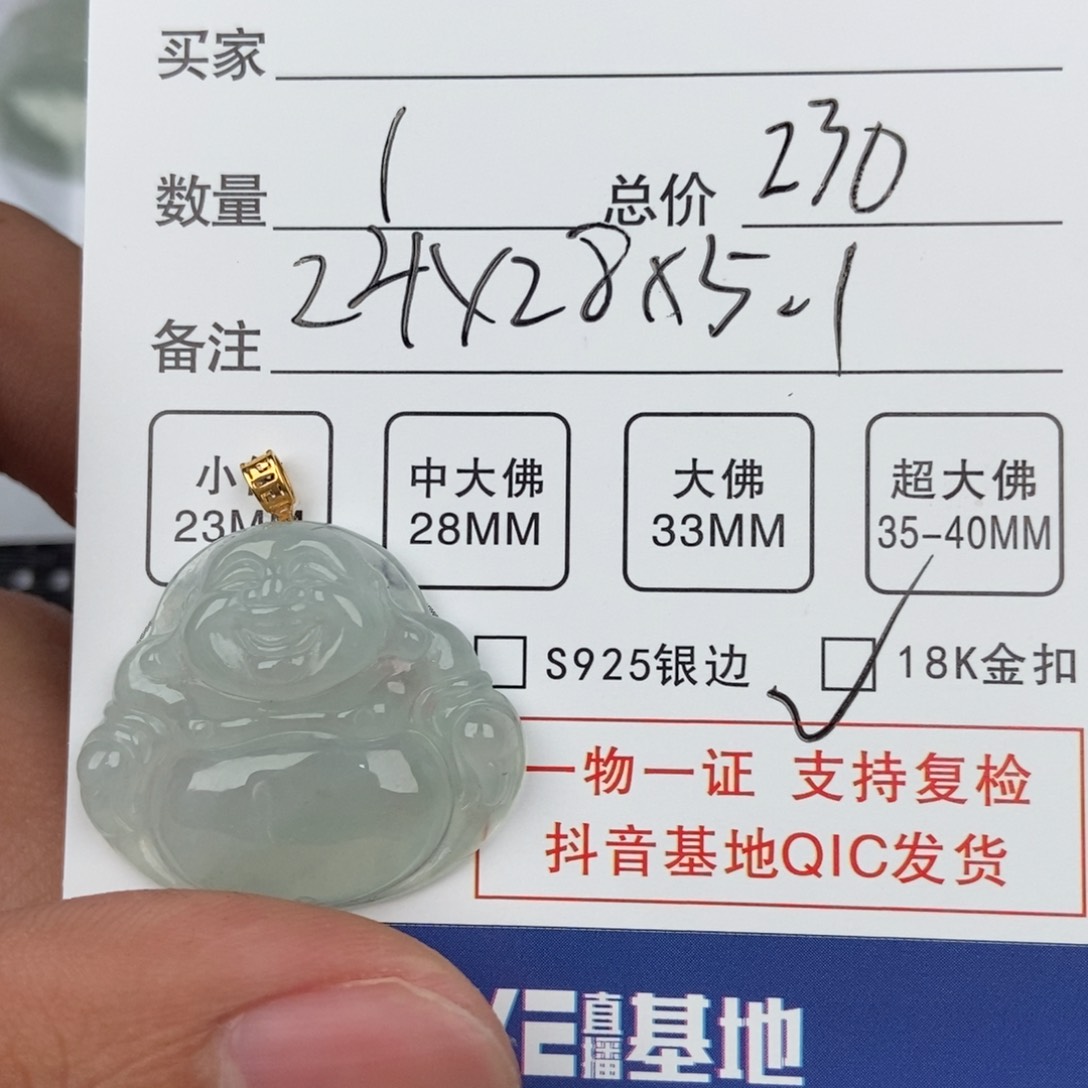 买家
1 230
数量 总价
24×28×5.1
备注
小
23MM
中大佛
28MM
大佛
33MM
超大佛
35-40MM
S925银边 18K金扣
一物一证 支持复检
抖音基地QIC发货
直播基地